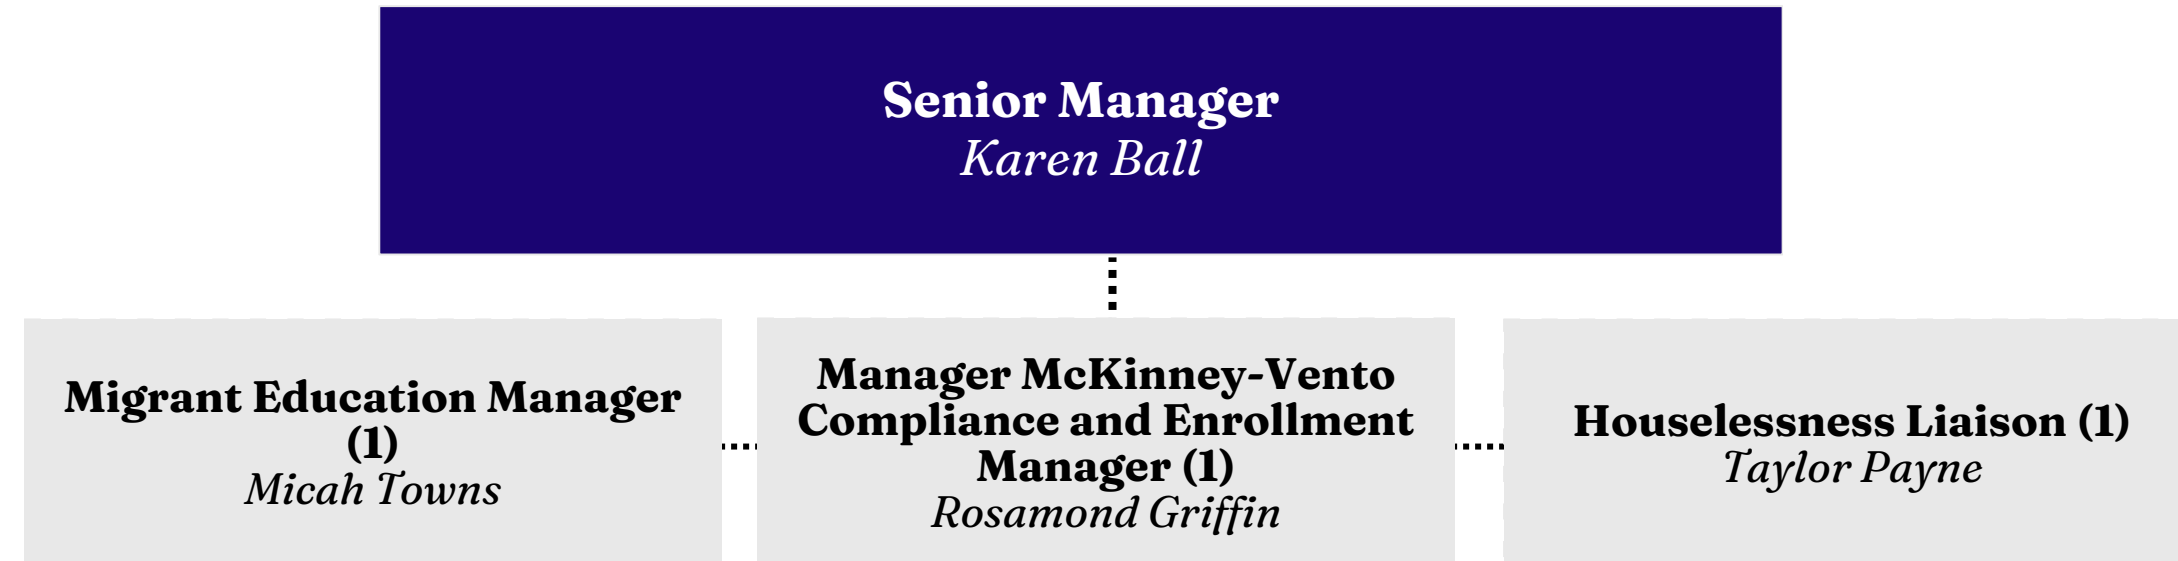 Senior Manager
Karen Ball
Migrant Education Manager
(1)
Micah Towns
Manager McKinney-Vento
Compliance and Enrollment
Manager (1)
Rosamond Griffin
Houselessness Liaison (1)
Taylor Payne